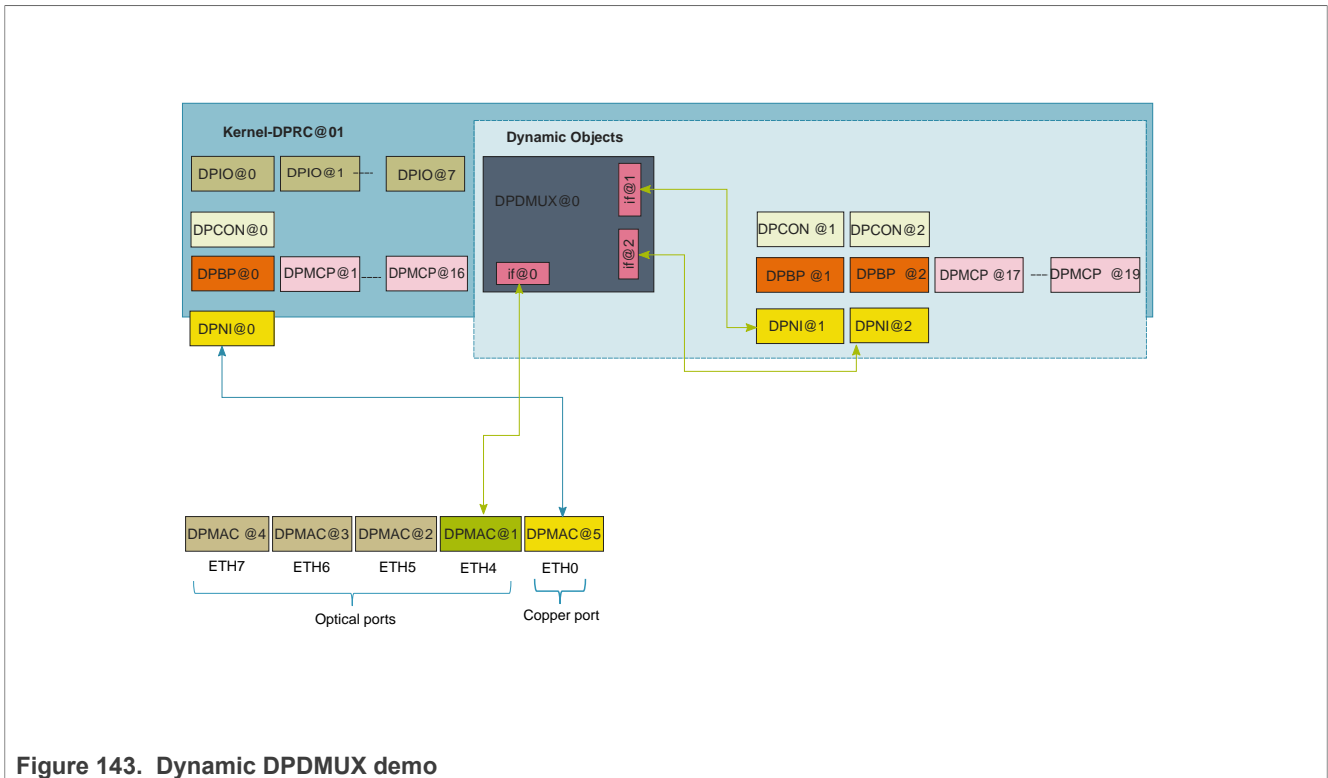 Kernel-DPRC@01
Dynamic Objects
DPIO@0 DPIO@1 ---- DPIO@7
DPDMUX@0
if@1
if@2
if@0
DPCON@0
DPCON @1 DPCON@2
DPBP@0 DPMCP@1 ---- DPMCP@16
DPBP @1 DPBP @2 DPMCP @17 --- DPMCP @19
DPNI@0
DPNI@1 DPNI@2
DPMAC @4 DPMAC@3 DPMAC@2 DPMAC@1 DPMAC@5
ETH7 ETH6 ETH5 ETH4 ETH0
Optical ports Copper port
Figure 143. Dynamic DPDMUX demo